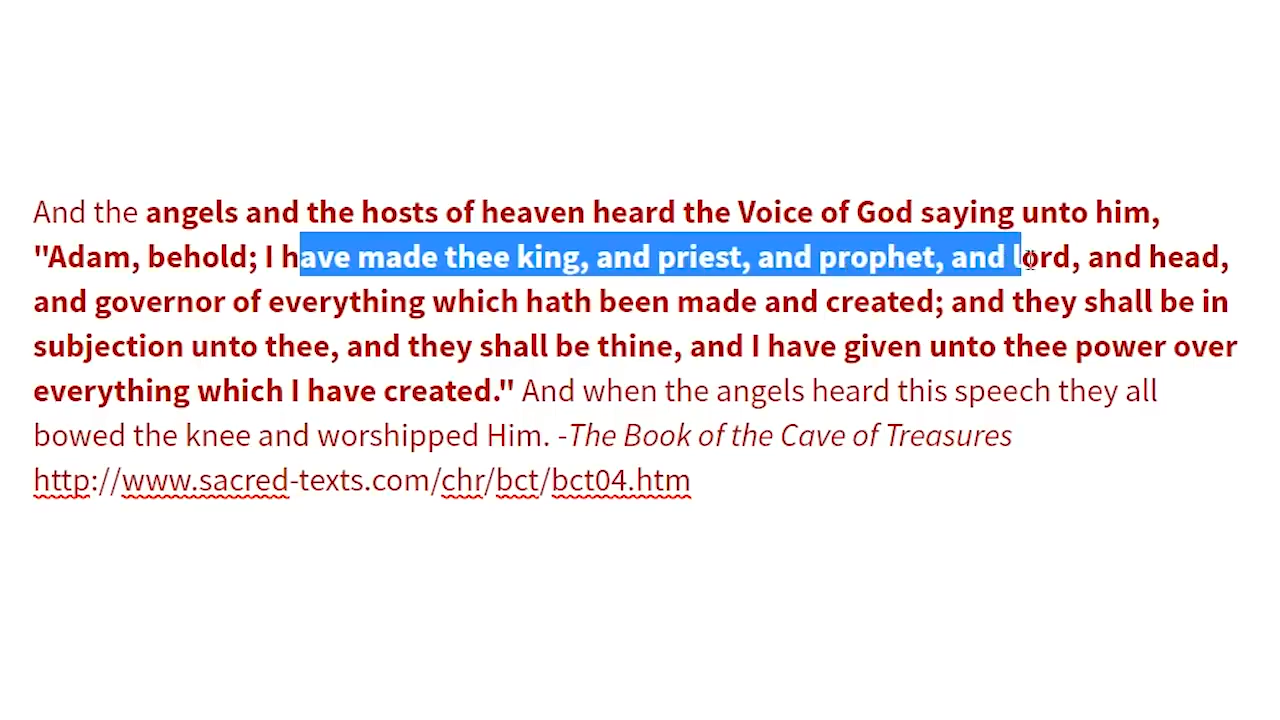 And the angels and the hosts of heaven heard the Voice of God saying unto him,
"Adam, behold; I have made thee king, and priest, and prophet, and lord, and head,
and governor of everything which hath been made and created; and they shall be in
subjection unto thee, and they shall be thine, and I have given unto thee power over
everything which I have created." And when the angels heard this speech they all
bowed the knee and worshipped Him. -The Book of the Cave of Treasures
http://www.sacred-texts.com/chr/bct/bct04.htm